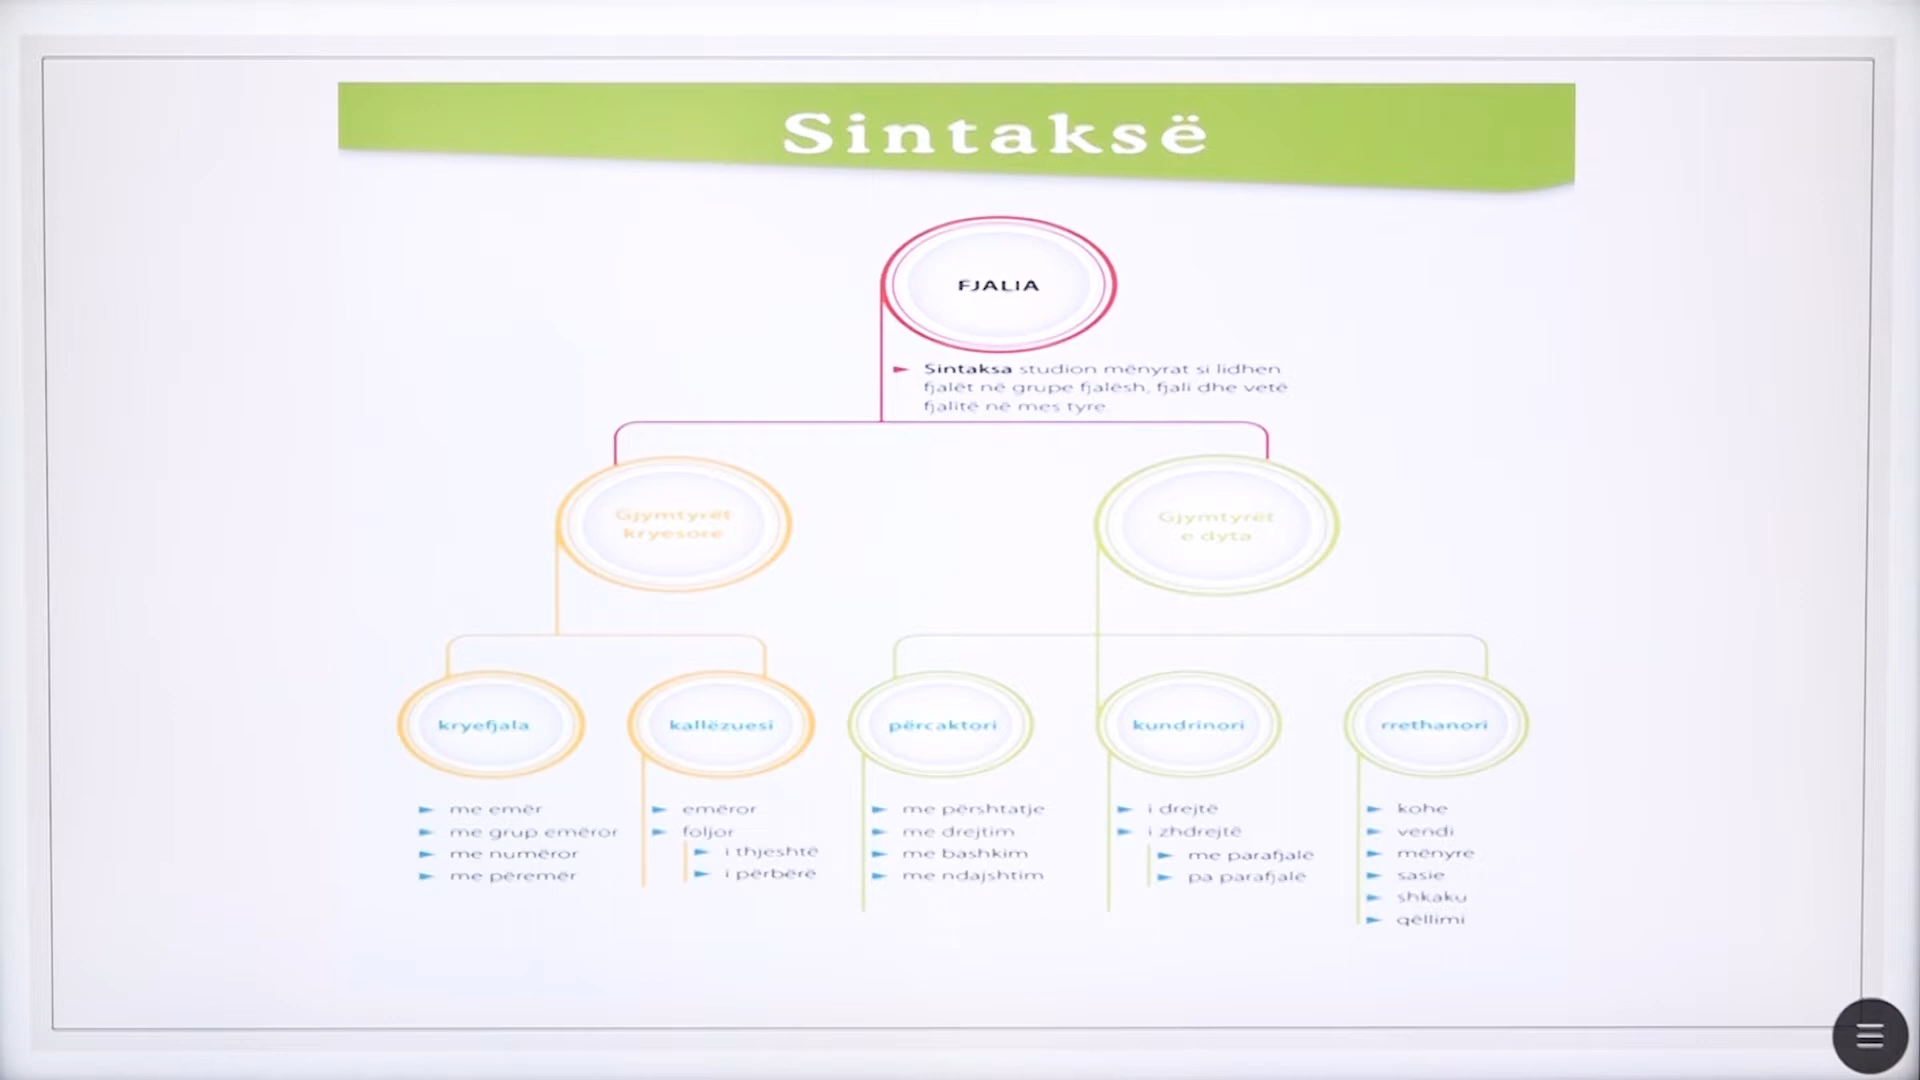 Sintaksë
FJALIA
Sintaksa studion mënyrat si lidhen
fjalët në grupe fjalësh, fjali dhe vetë
fjalitë në mes tyre
Gjymtyrët
kryesore
Gjymtyrët
e dyta
kryefjala
me emër
me grup emëror
me numëror
me përemër
kallëzuesi
emëror
foljor
i thjeshtë
i përbërë
përcaktori
me përshtatje
me drejtim
me bashkim
me ndajshtim
kundrinori
i drejtë
i zhdrejtë
me parafjalë
pa parafjalë
rrethanori
kohe
vendi
mënyre
sasie
shkaku
qëllimi